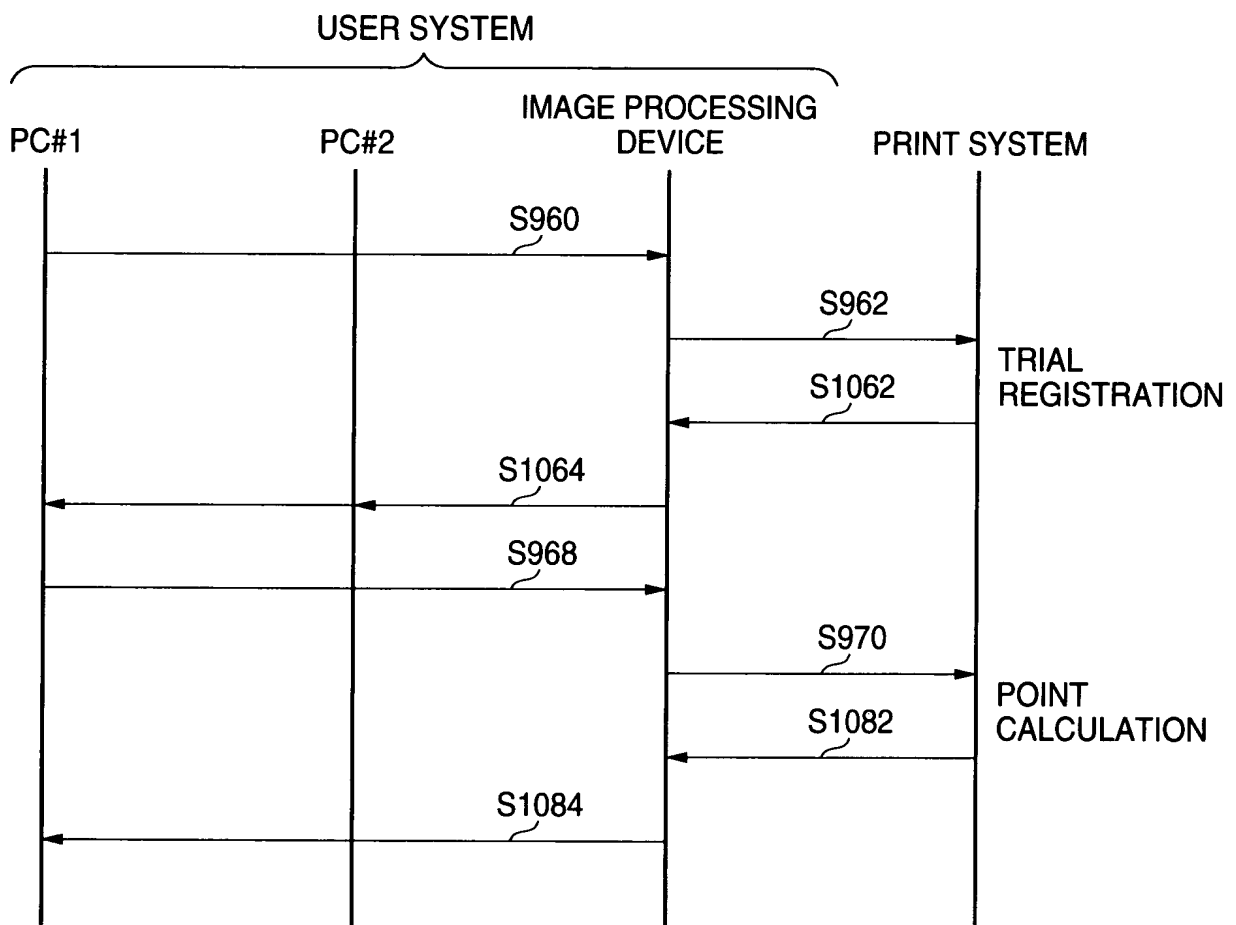 USER SYSTEM
PC#1
PC#2
IMAGE PROCESSING
DEVICE
PRINT SYSTEM
S960
S962
TRIAL
REGISTRATION
S1062
S1064
S968
S970
POINT
CALCULATION
S1082
S1084